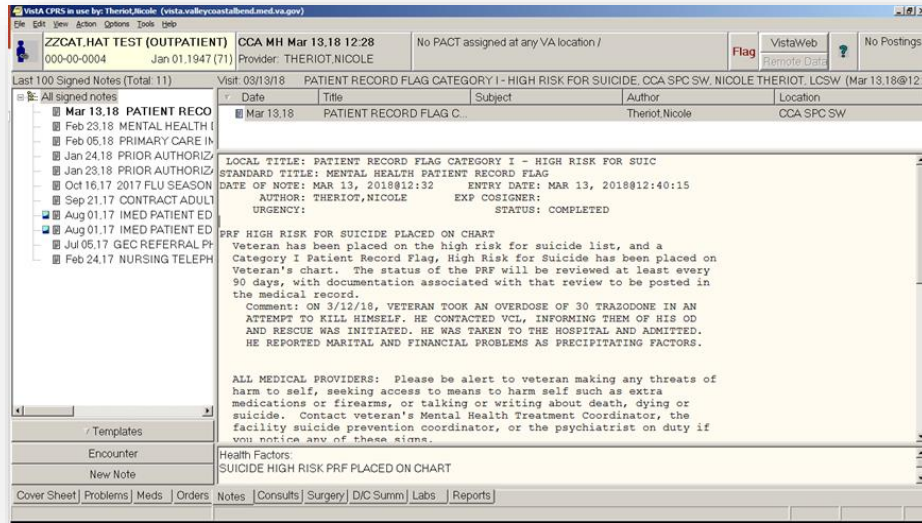 VistA CPRS in use by: Theriot,Nicole (vista.valleycoastalbend.med.va.gov)
File Edit View Action Options Tools Help
ZZCAT,HAT TEST (OUTPATIENT)
000-00-0004 Jan 01,1947 (71)
CCA MH Mar 13,18 12:28
Provider: THERIOT,NICOLE
No PACT assigned at any VA location /
Flag
VistaWeb
Remote Data
?
No Postings
Last 100 Signed Notes (Total: 11)
Visit: 03/13/18 PATIENT RECORD FLAG CATEGORY I - HIGH RISK FOR SUICIDE, CCA SPC SW, NICOLE THERIOT, LCSW (Mar 13,18@12
All signed notes
Mar 13,18 PATIENT RECO
Feb 23,18 MENTAL HEALTH
Feb 05,18 PRIMARY CARE IN
Jan 24,18 PRIOR AUTHORIZ
Jan 23,18 PRIOR AUTHORIZ
Oct 16,17 2017 FLU SEASON
Sep 21,17 CONTRACT ADULT
Aug 01,17 IMED PATIENT ED
Aug 01,17 IMED PATIENT ED
Jul 05,17 GEC REFERRAL PH
Feb 24,17 NURSING TELEPH
Date Title Subject Author Location
Mar 13,18 PATIENT RECORD FLAG C... Theriot,Nicole CCA SPC SW
LOCAL TITLE: PATIENT RECORD FLAG CATEGORY I - HIGH RISK FOR SUIC
STANDARD TITLE: MENTAL HEALTH PATIENT RECORD FLAG
DATE OF NOTE: MAR 13, 2018@12:32 ENTRY DATE: MAR 13, 2018@12:40:15
AUTHOR: THERIOT,NICOLE EXP COSIGNER:
URGENCY: STATUS: COMPLETED
PRF HIGH RISK FOR SUICIDE PLACED ON CHART
Veteran has been placed on the high risk for suicide list, and a
Category I Patient Record Flag, High Risk for Suicide has been placed on
Veteran's chart. The status of the PRF will be reviewed at least every
90 days, with documentation associated with that review to be posted in
the medical record.
Comment: ON 3/12/18, VETERAN TOOK AN OVERDOSE OF 30 TRAZODONE IN AN
ATTEMPT TO KILL HIMSELF. HE CONTACTED VCL, INFORMING THEM OF HIS OD
AND RESCUE WAS INITIATED. HE WAS TAKEN TO THE HOSPITAL AND ADMITTED.
HE REPORTED MARITAL AND FINANCIAL PROBLEMS AS PRECIPITATING FACTORS.
ALL MEDICAL PROVIDERS: Please be alert to veteran making any threats of
harm to self, seeking access to means to harm self such as extra
medications or firearms, or talking or writing about death, dying or
suicide. Contact veteran's Mental Health Treatment Coordinator, the
facility suicide prevention coordinator, or the psychiatrist on duty if
you notice any of these signs.
Health Factors:
SUICIDE HIGH RISK PRF PLACED ON CHART
Templates
Encounter
New Note
Cover Sheet Problems Meds Orders Notes Consults Surgery D/C Summ Labs Reports